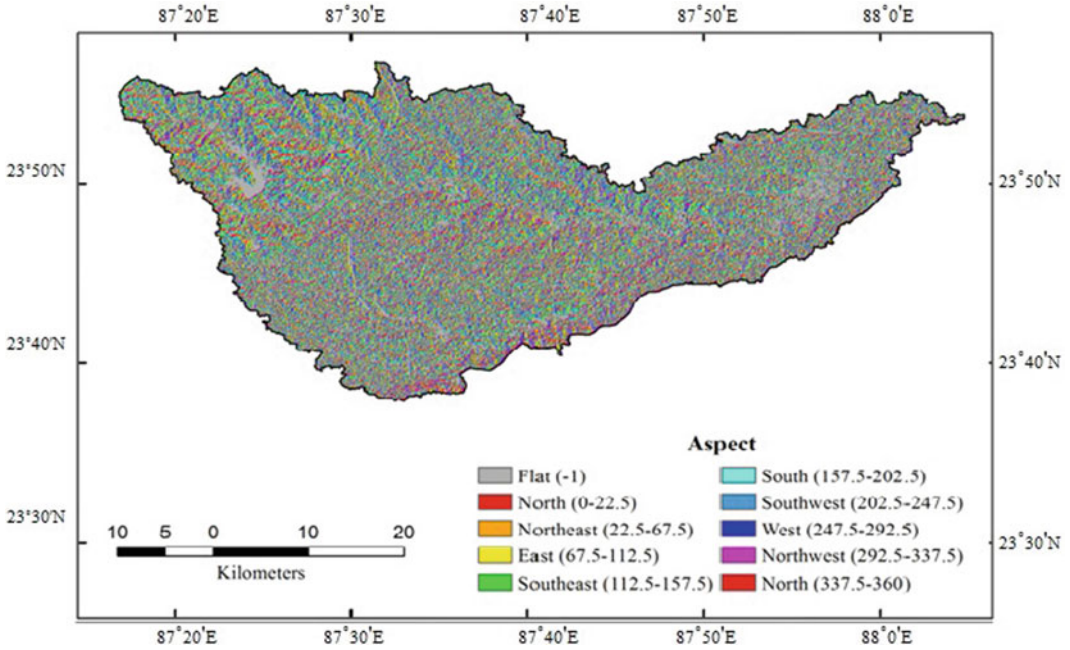 87°20'E 87°30'E 87°40'E 87°50'E 88°0'E
23°50'N 23°50'N
23°40'N 23°40'N
23°30'N 23°30'N
Aspect
Flat (-1)
North (0-22.5)
Northeast (22.5-67.5)
East (67.5-112.5)
Southeast (112.5-157.5)
South (157.5-202.5)
Southwest (202.5-247.5)
West (247.5-292.5)
Northwest (292.5-337.5)
North (337.5-360)
10 5 0 10 20
Kilometers
87°20'E 87°30'E 87°40'E 87°50'E 88°0'E